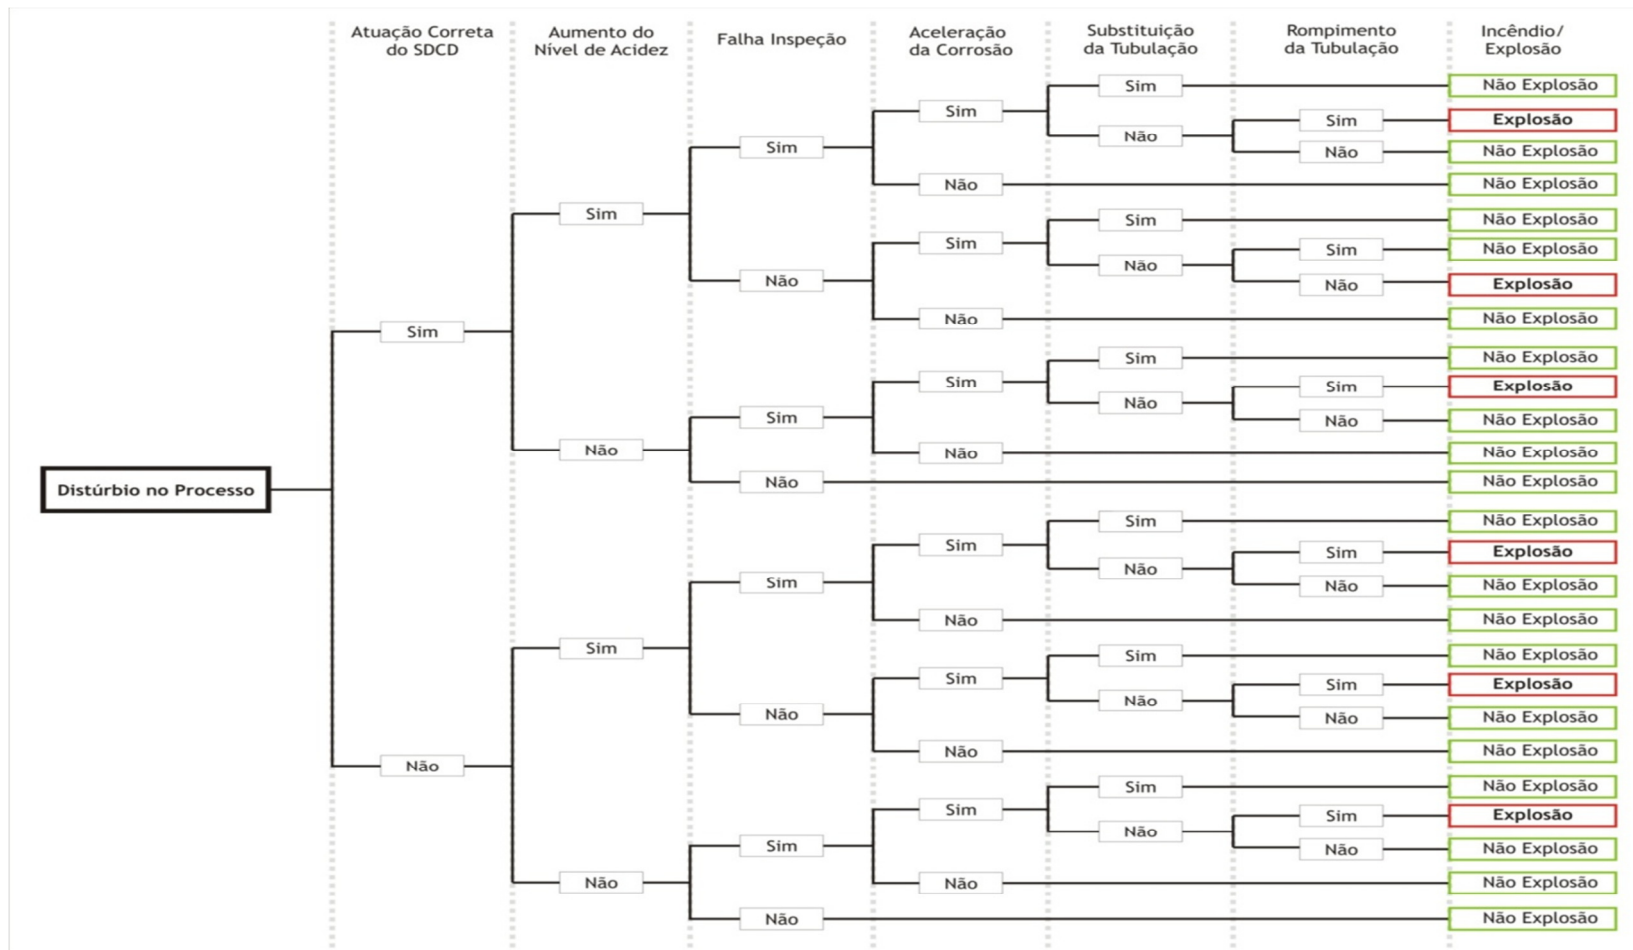 Atuação Correta
do SDCD
Aumento do
Nível de Acidez
Falha Inspeção
Aceleração
da Corrosão
Substituição
da Tubulação
Rompimento
da Tubulação
Incêndio/
Explosão
Sim
Não Explosão
Sim
Sim
Explosão
Não
Sim
Não
Não Explosão
Não
Não Explosão
Sim
Sim
Não Explosão
Sim
Sim
Não Explosão
Não
Não
Não
Explosão
Não
Não Explosão
Sim
Sim
Não Explosão
Sim
Sim
Explosão
Não
Sim
Não
Não Explosão
Não
Não
Não Explosão
Não
Não Explosão
Distúrbio no Processo
Sim
Não Explosão
Sim
Sim
Explosão
Não
Sim
Não
Não Explosão
Não
Não Explosão
Sim
Sim
Não Explosão
Sim
Sim
Explosão
Não
Não
Não
Não Explosão
Não
Não Explosão
Não
Sim
Não Explosão
Sim
Sim
Explosão
Não
Sim
Não
Não Explosão
Não
Não
Não Explosão
Não
Não Explosão